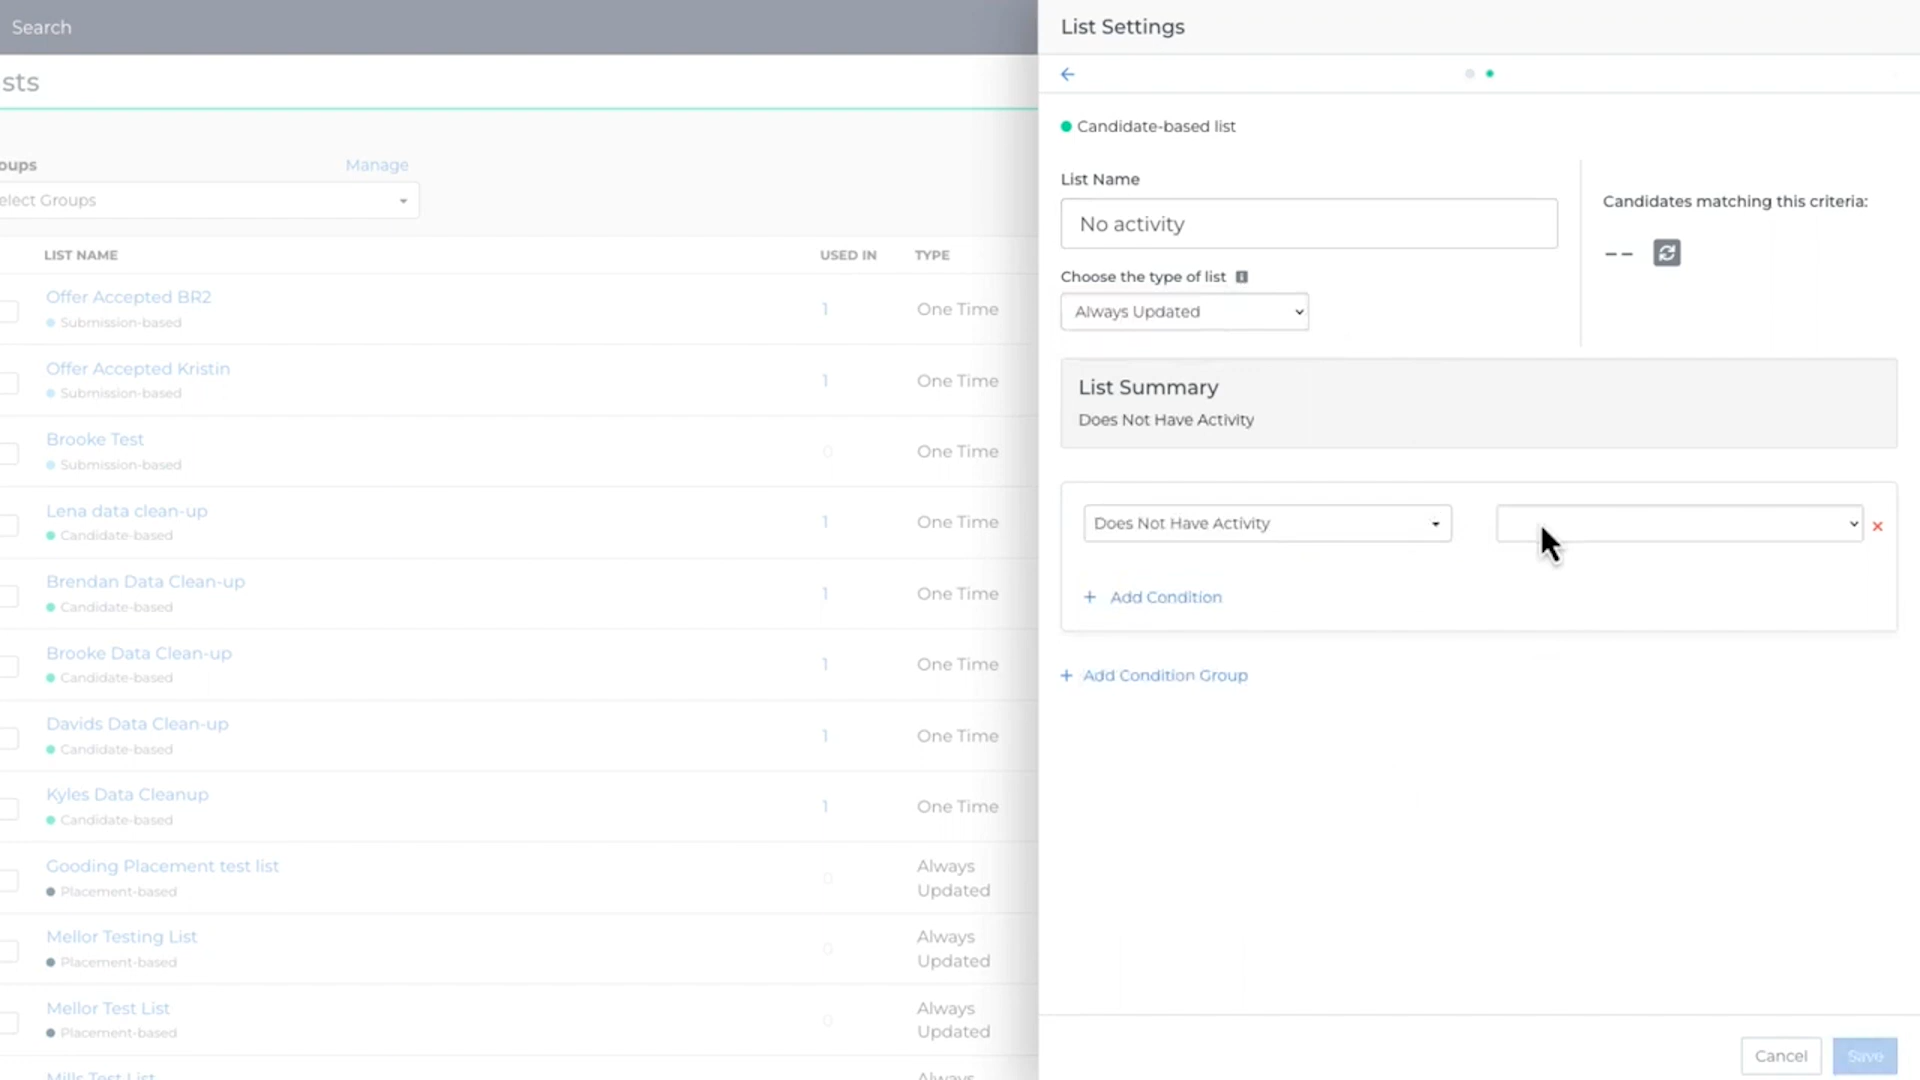 Search
sts
oups
Manage
elect Groups
LIST NAME
USED IN
TYPE
Offer Accepted BR2
Submission-based
1
One Time
Offer Accepted Kristin
Submission-based
1
One Time
Brooke Test
Submission-based
0
One Time
Lena data clean-up
Candidate-based
1
One Time
Brendan Data Clean-up
Candidate-based
1
One Time
Brooke Data Clean-up
Candidate-based
1
One Time
Davids Data Clean-up
Candidate-based
1
One Time
Kyles Data Cleanup
Candidate-based
1
One Time
Gooding Placement test list
Placement-based
0
Always
Updated
Mellor Testing List
Placement-based
0
Always
Updated
Mellor Test List
Placement-based
0
Always
Updated
Mills Test List
Always
List Settings
Candidate-based list
List Name
No activity
Choose the type of list
Always Updated
Candidates matching this criteria:
--
List Summary
Does Not Have Activity
Does Not Have Activity
+ Add Condition
+ Add Condition Group
Cancel
Save